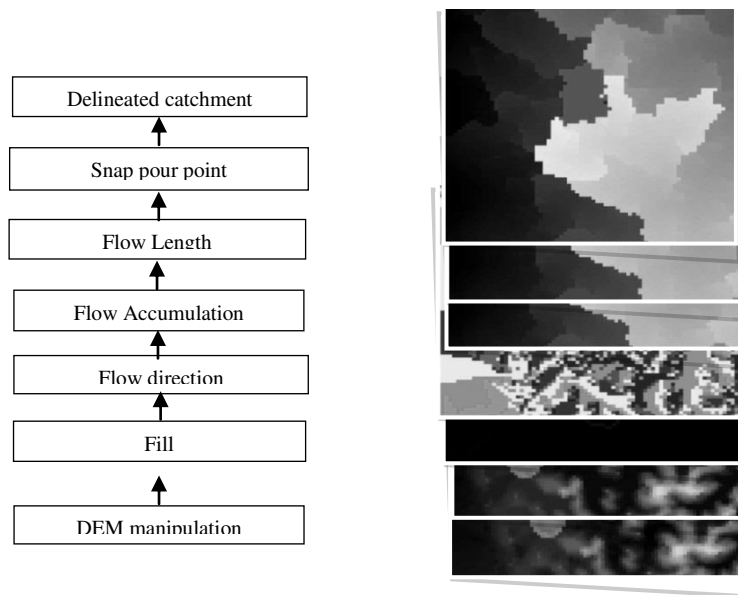 Delineated catchment
Snap pour point
Flow Length
Flow Accumulation
Flow direction
Fill
DEM manipulation